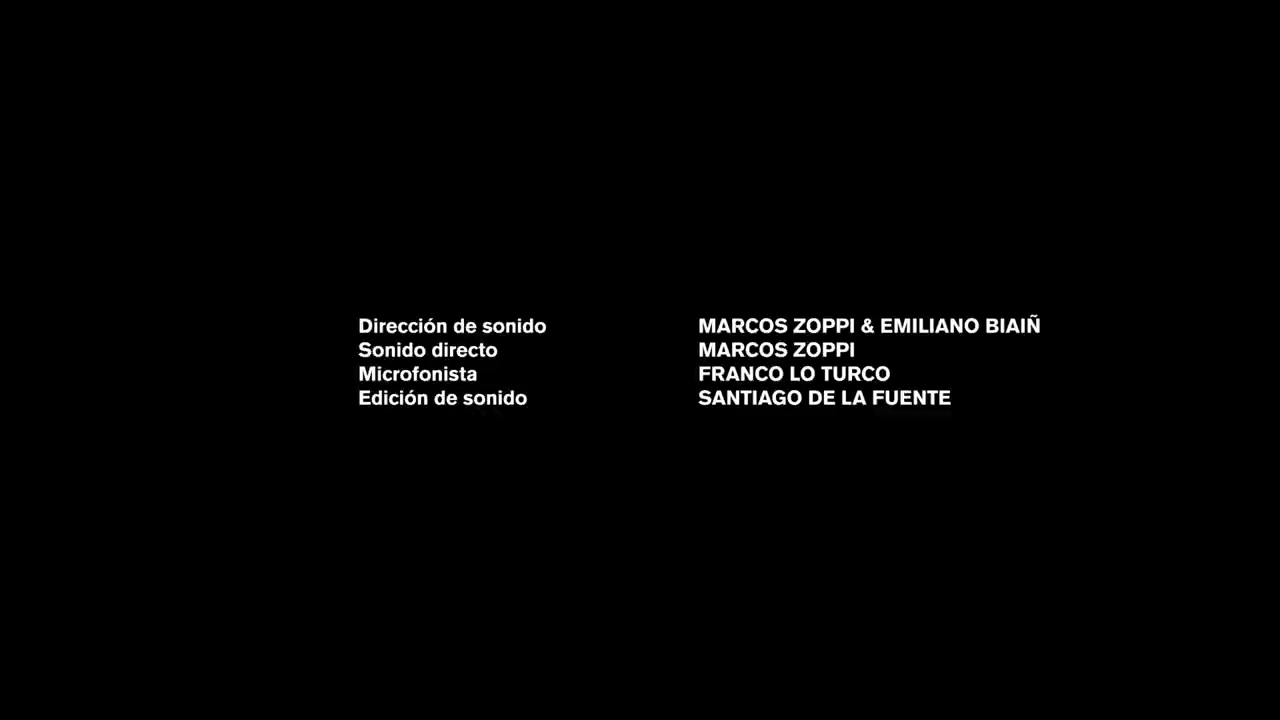 Dirección de sonido MARCOS ZOPPI & EMILIANO BIAIÑ
Sonido directo MARCOS ZOPPI
Microfonista FRANCO LO TURCO
Edición de sonido SANTIAGO DE LA FUENTE